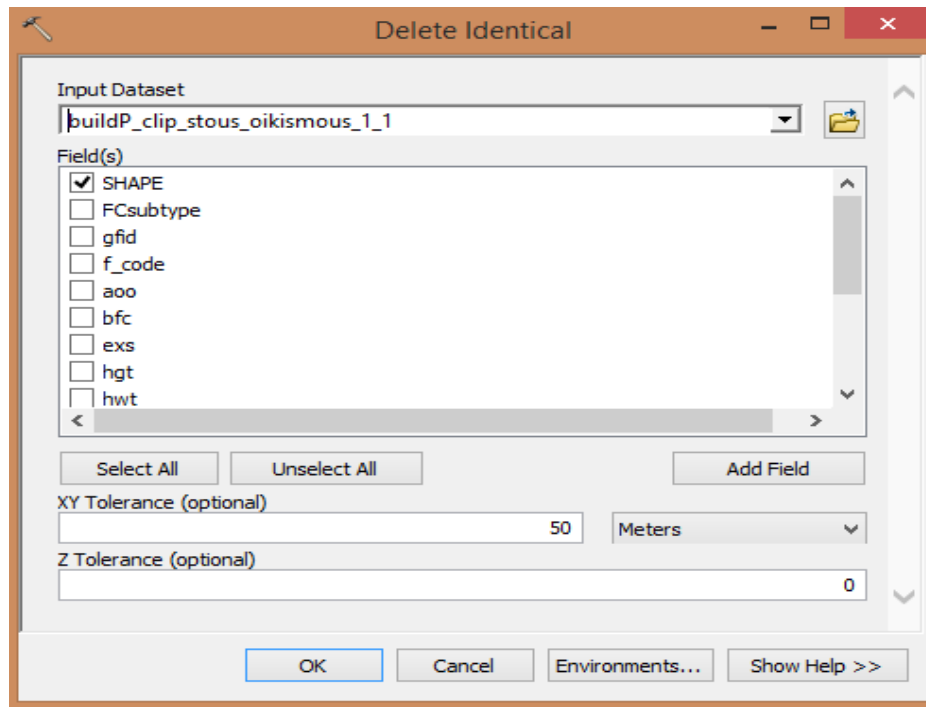 Delete Identical
Input Dataset
buildP_clip_stous_oikismous_1_1
Field(s)
SHAPE
FCsubtype
gfid
f_code
aoo
bfc
exs
hgt
hwt
Select All Unselect All Add Field
XY Tolerance (optional)
50 Meters
Z Tolerance (optional)
0
OK Cancel Environments... Show Help >>